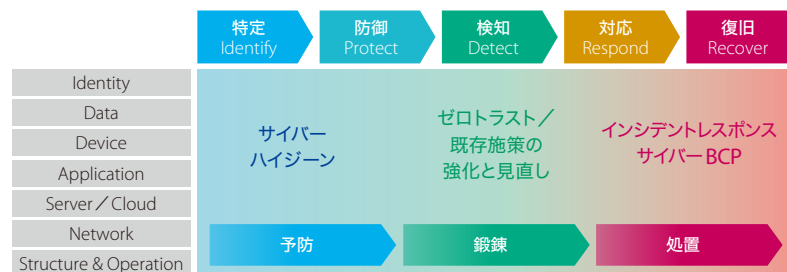 特定
Identify
防御
Protect
検知
Detect
対応
Respond
復旧
Recover
Identity
Data
Device
Application
Server／Cloud
Network
Structure & Operation
サイバー
ハイジーン
ゼロトラスト／
既存施策の
強化と見直し
インシデントレスポンス
サイバーBCP
予防
鍛錬
処置